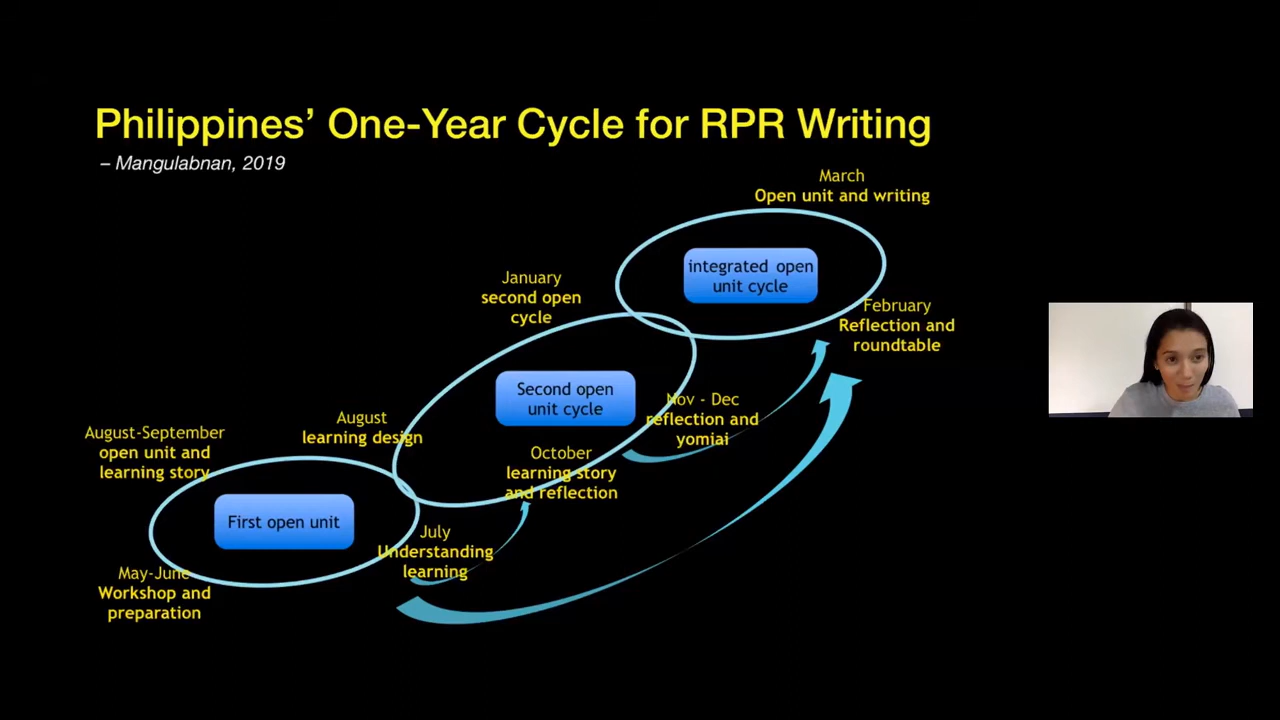 Philippines’ One-Year Cycle for RPR Writing
– Mangulabnan, 2019
March
Open unit and writing
integrated open
unit cycle
January
second open
cycle
February
Reflection and
roundtable
Second open
unit cycle
Nov - Dec
reflection and
yomiai
August
learning design
August-September
open unit and
learning story
October
learning story
and reflection
First open unit
July
Understanding
learning
May-June
Workshop and
preparation